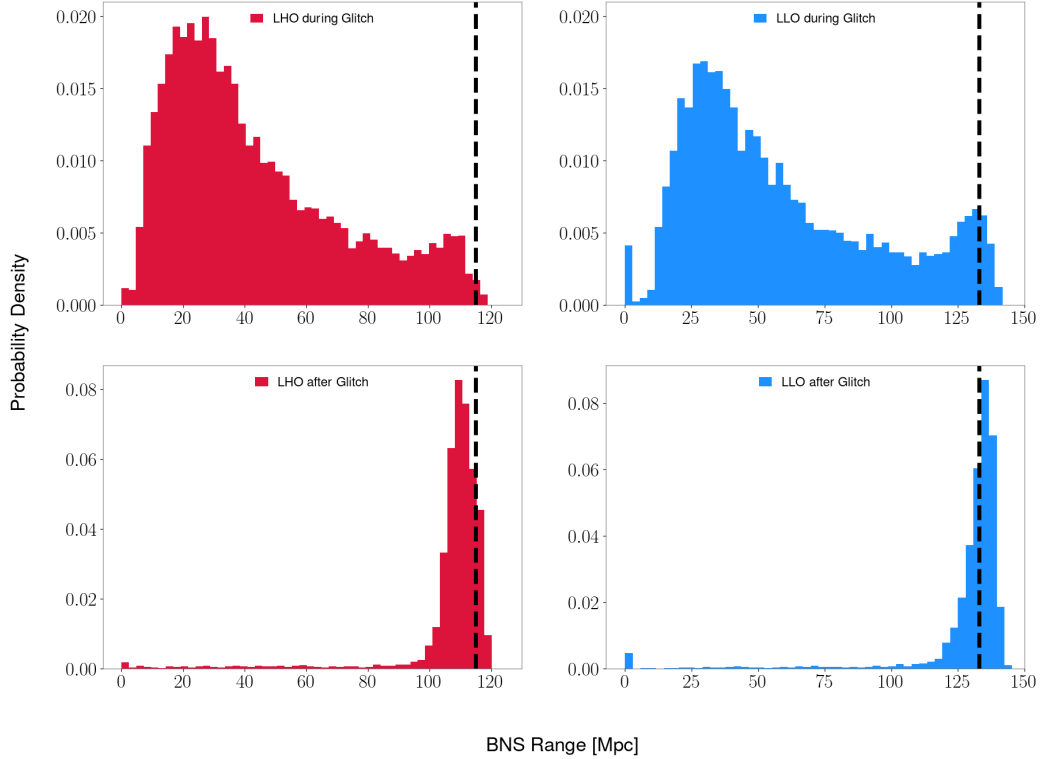 LHO during Glitch
0.020
0.015
0.010
0.005
0.000
0 20 40 60 80 100 120
LLO during Glitch
0.020
0.015
0.010
0.005
0.000
0 25 50 75 100 125 150
Probability Density
LHO after Glitch
0.08
0.06
0.04
0.02
0.00
0 20 40 60 80 100 120
LLO after Glitch
0.08
0.06
0.04
0.02
0.00
0 25 50 75 100 125 150
BNS Range [Mpc]